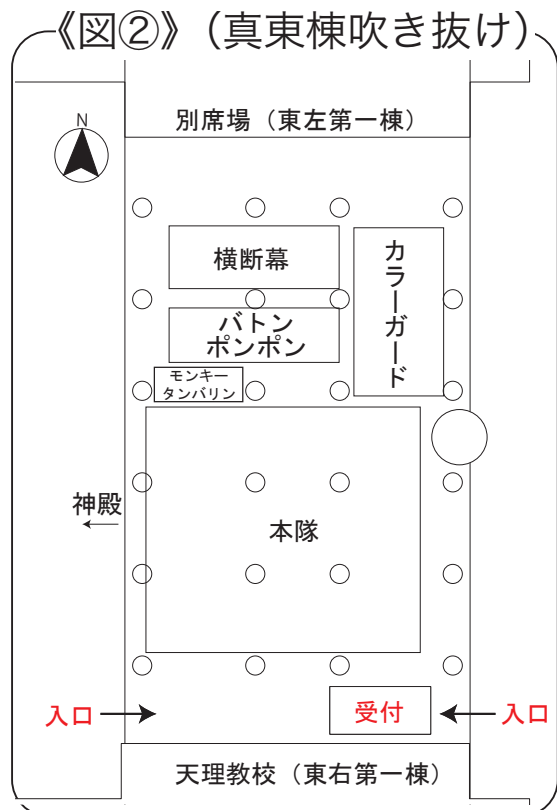 《図②》（真東棟吹き抜け）
N
別席場（東左第一棟）
横断幕
カラーガード
バトン
ポンポン
モンキー
タンバリン
神殿
本隊
入口
受付
入口
天理教校（東右第一棟）